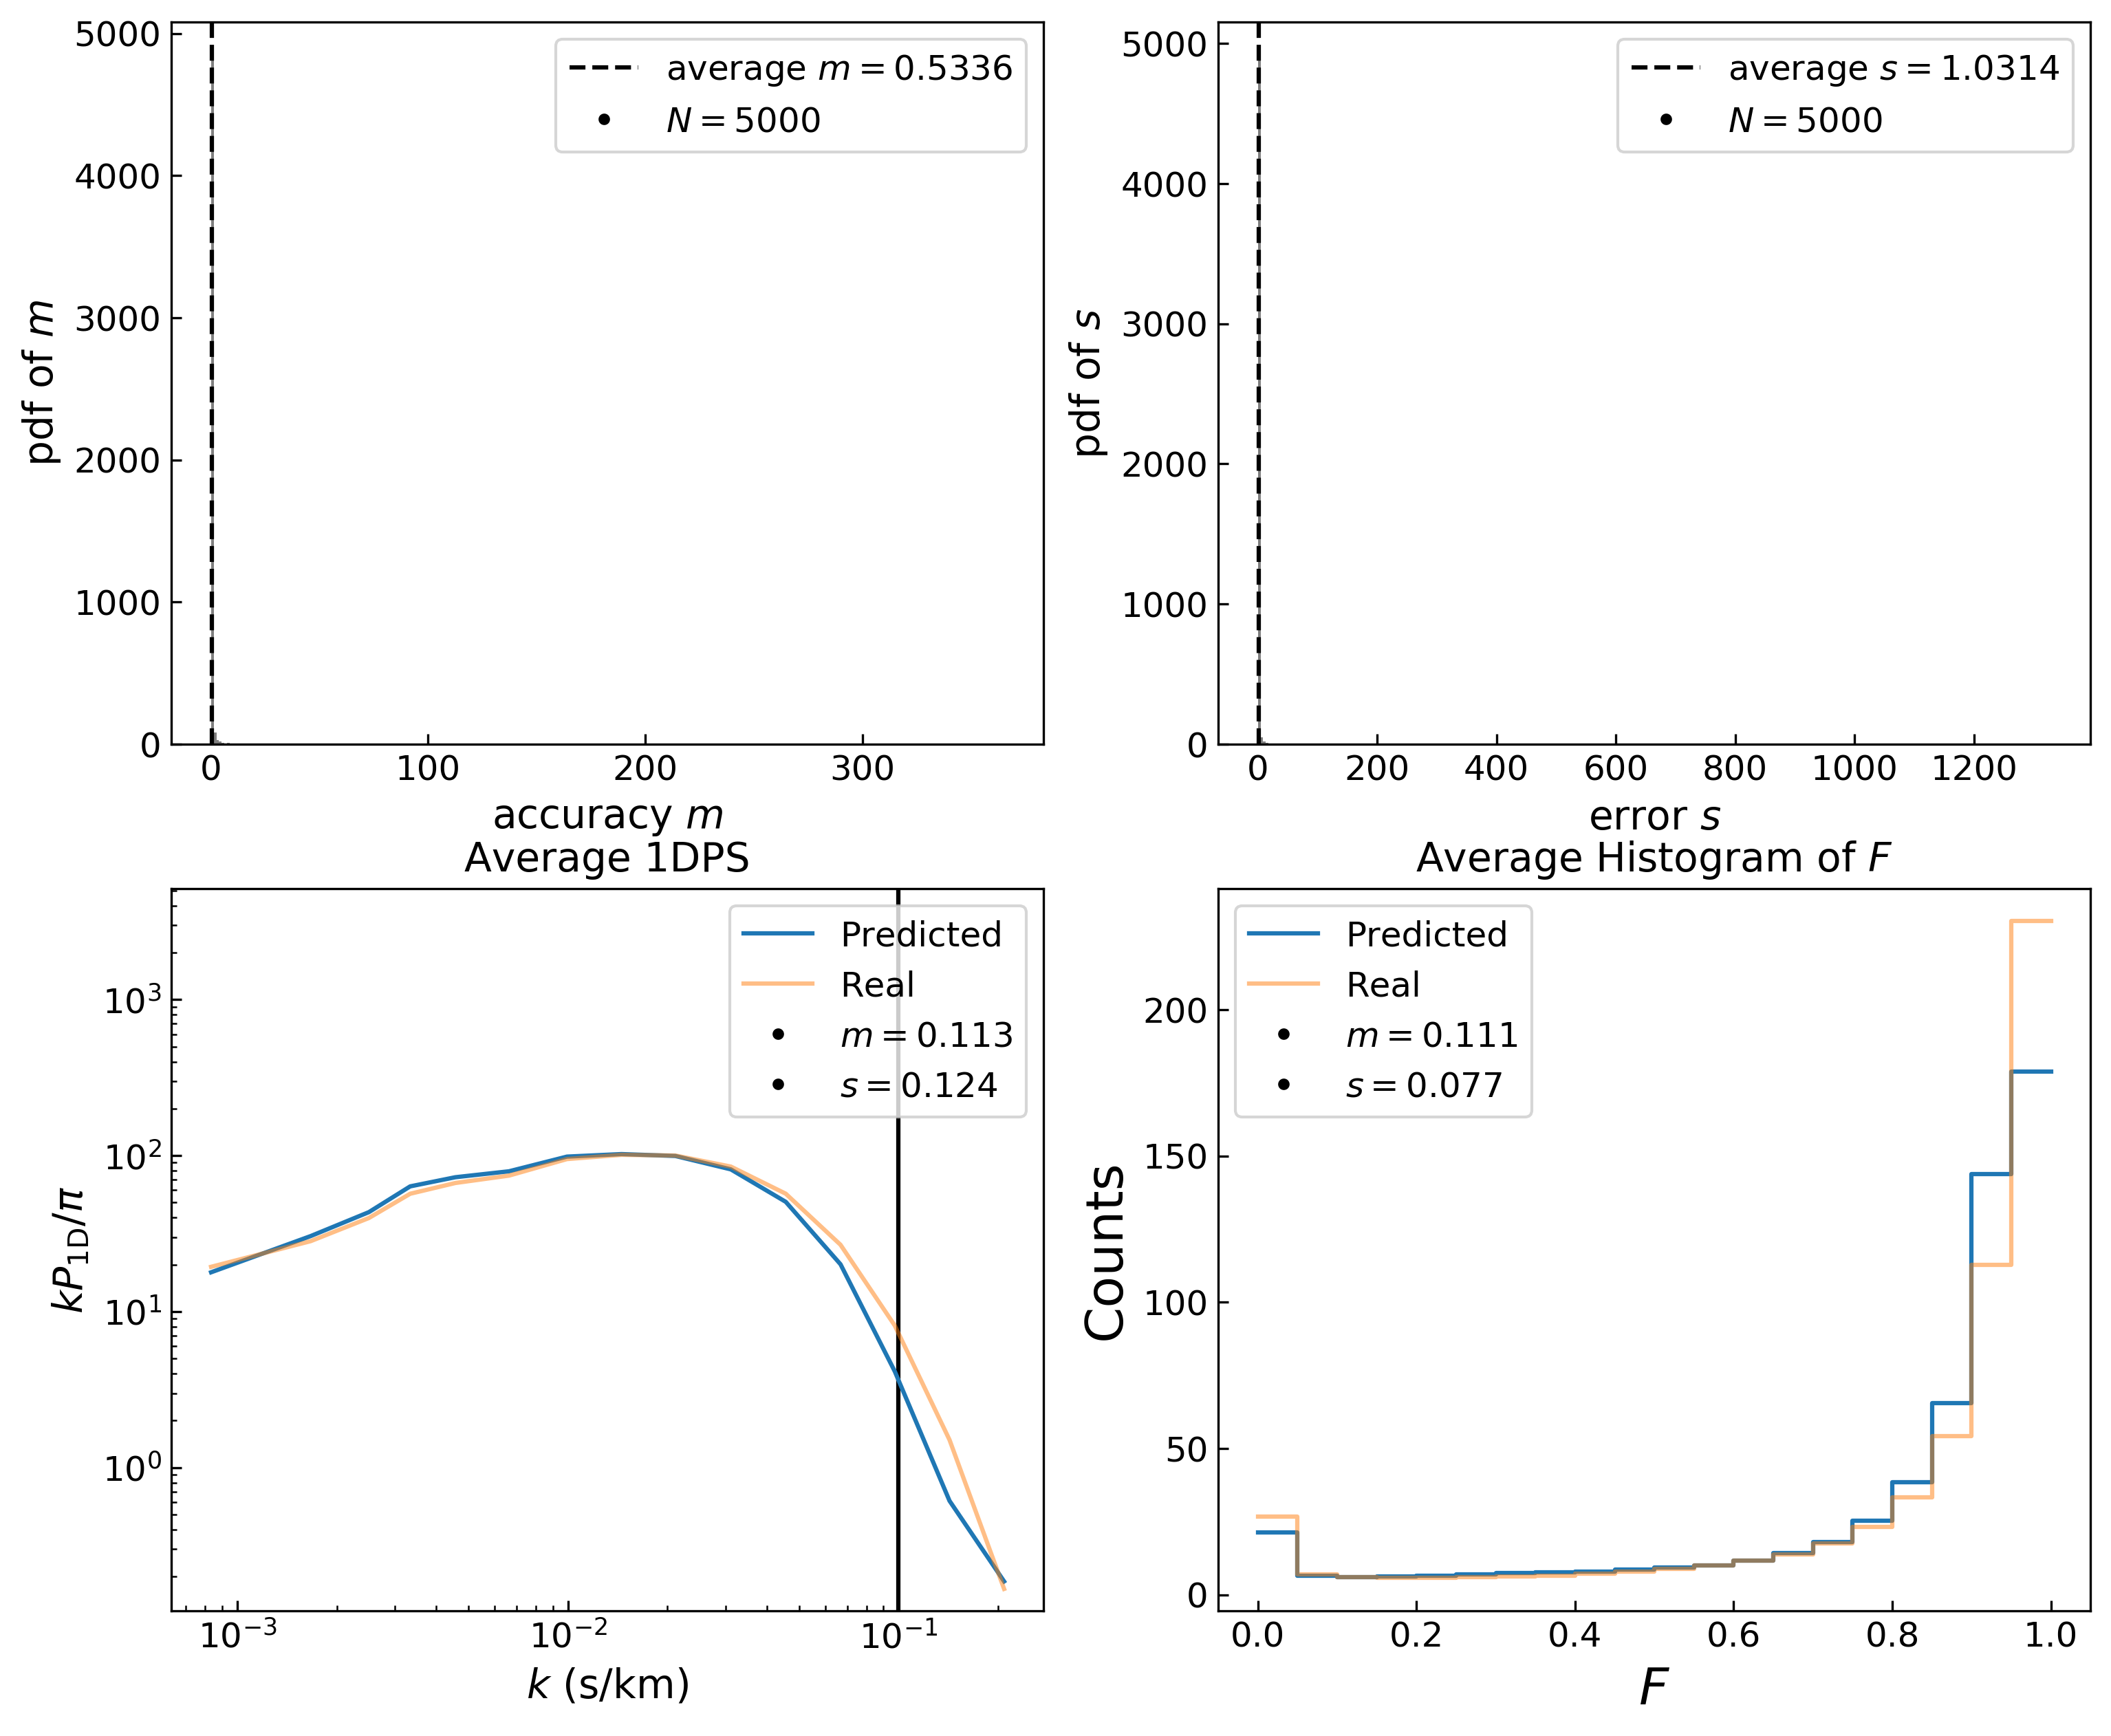 5000
4000
3000
2000
1000
0
pdf of m
average m = 0.5336
N = 5000
0 100 200 300
accuracy m
5000
4000
3000
2000
1000
0
pdf of s
average s = 1.0314
N = 5000
0 200 400 600 800 1000 1200
error s
Average 1DPS
10³
10²
10¹
10⁰
kP₁D/π
Predicted
Real
m = 0.113
s = 0.124
10⁻³ 10⁻² 10⁻¹
k (s/km)
Average Histogram of F
200
150
100
50
0
Counts
Predicted
Real
m = 0.111
s = 0.077
0.0 0.2 0.4 0.6 0.8 1.0
F